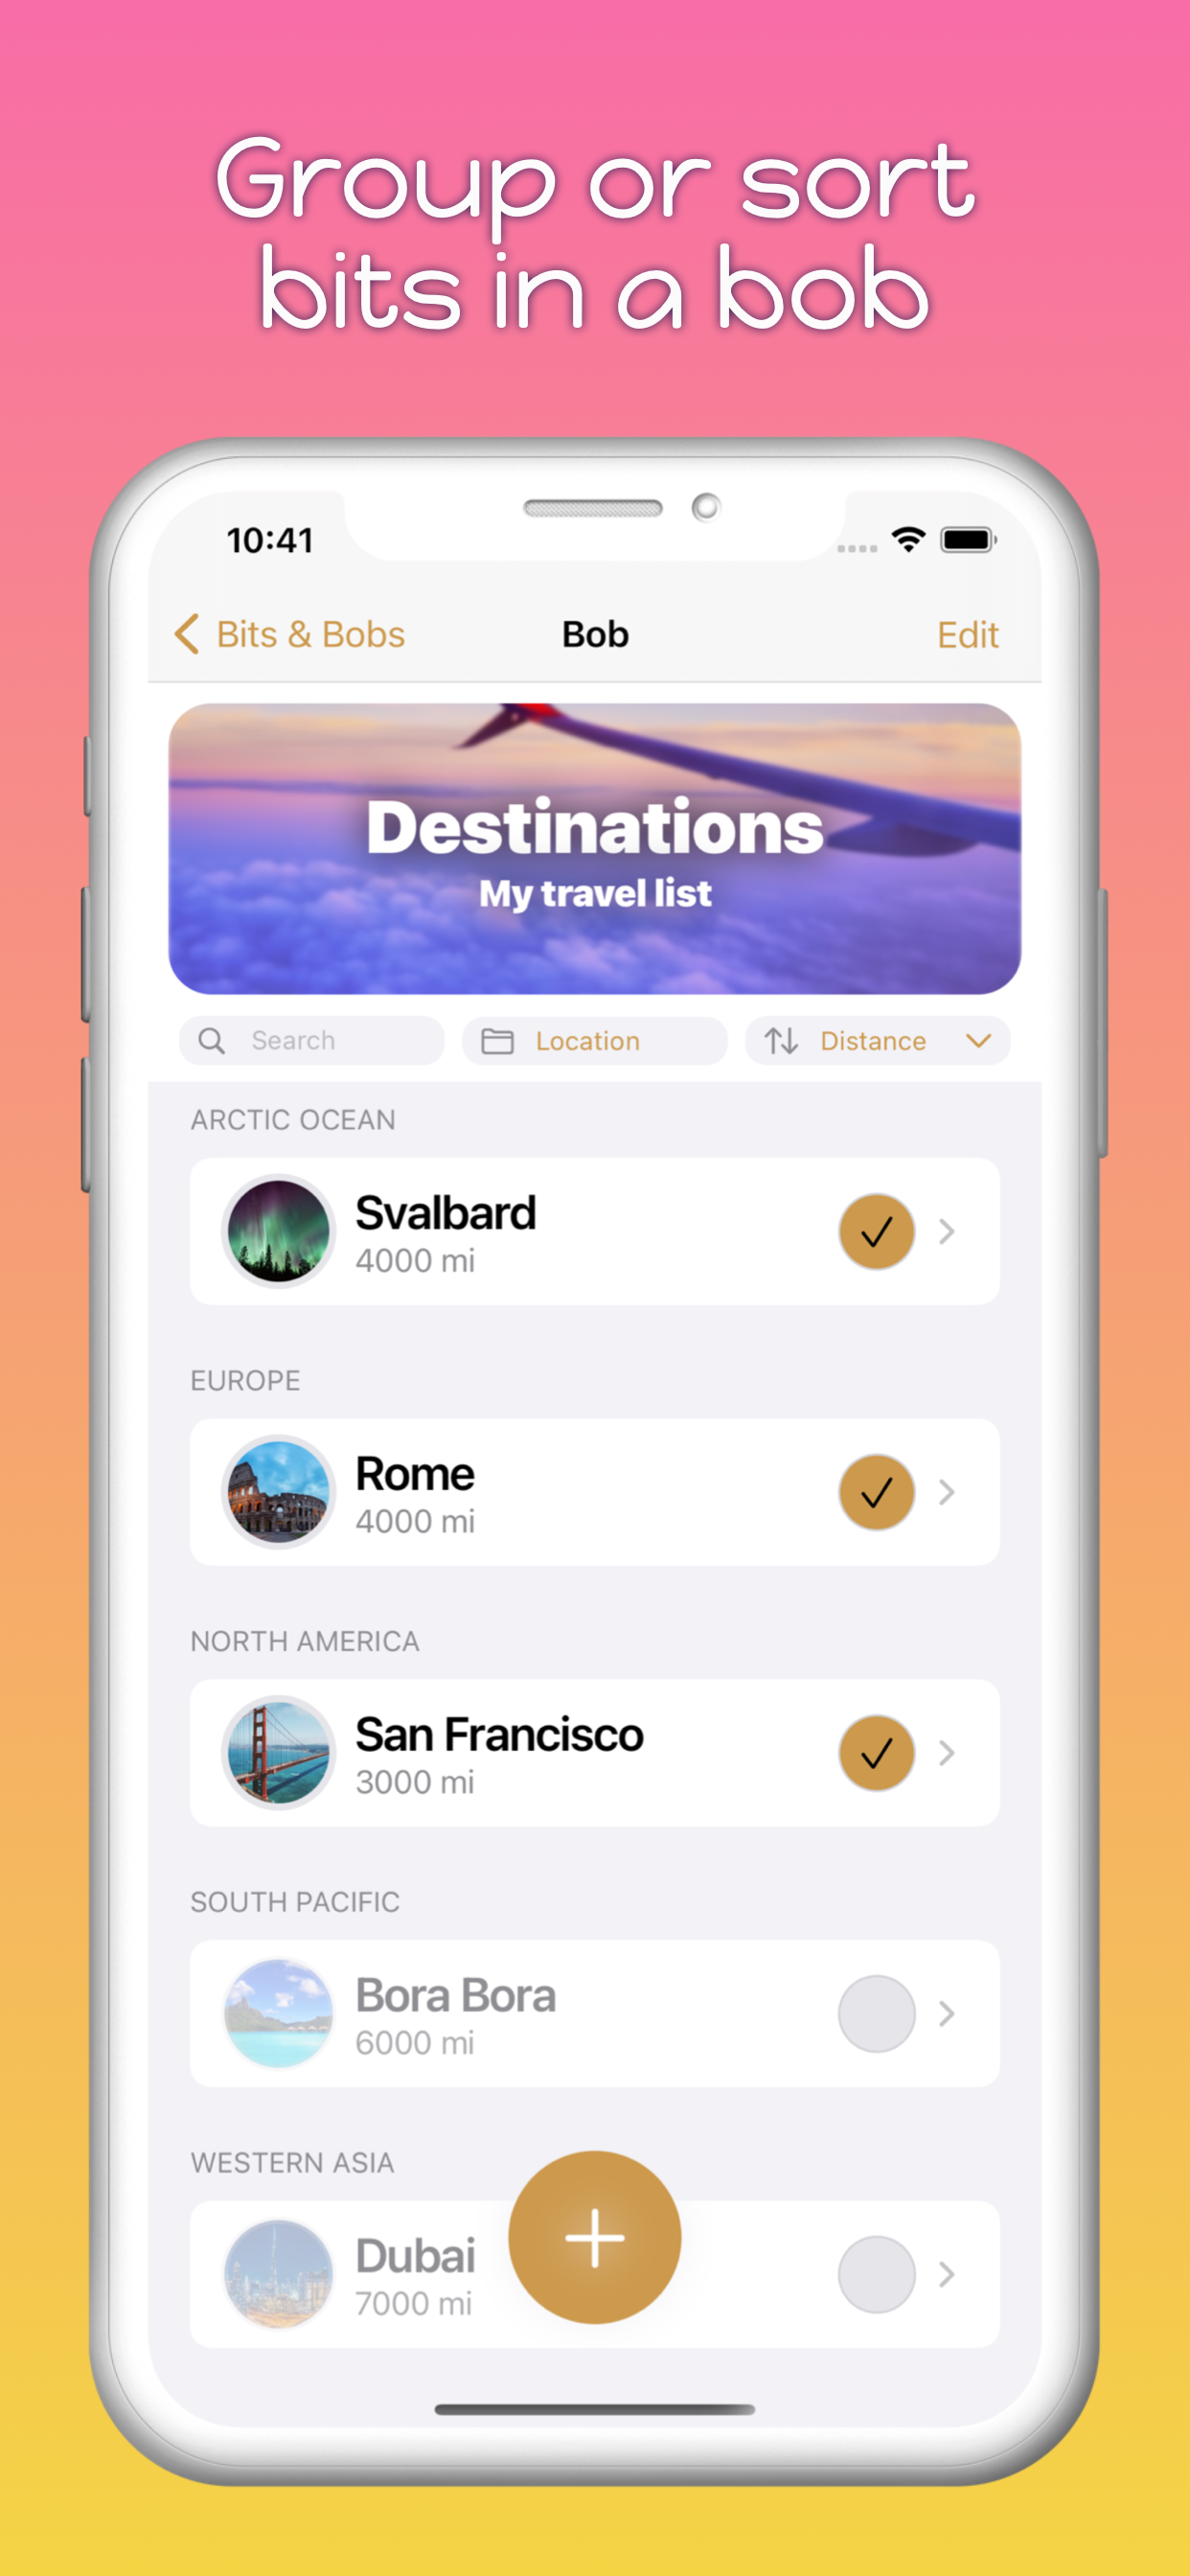 Group or sort
bits in a bob
10:41
Bits & Bobs
Bob
Edit
Destinations
My travel list
Search
Location
Distance
ARCTIC OCEAN
Svalbard
4000 mi
EUROPE
Rome
4000 mi
NORTH AMERICA
San Francisco
3000 mi
SOUTH PACIFIC
Bora Bora
6000 mi
WESTERN ASIA
Dubai
7000 mi